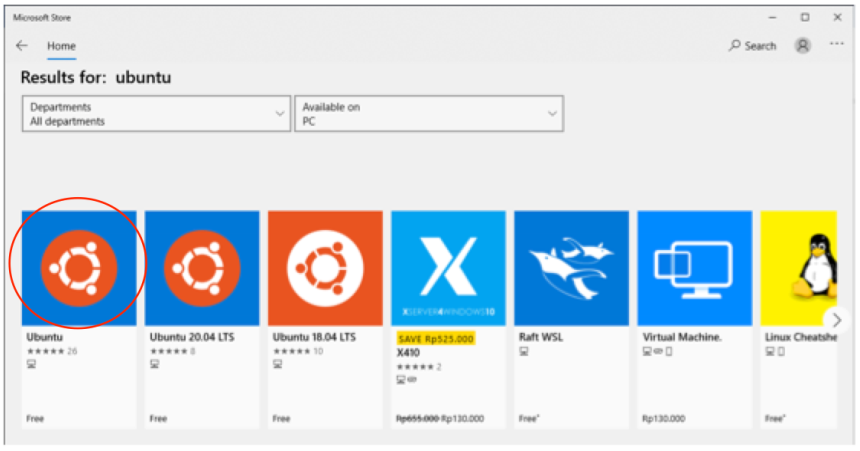 Microsoft Store
Home
Search
Results for: ubuntu
Departments
All departments
Available on
PC
XSERVER4WINDOWS10
Ubuntu
26
Free
Ubuntu 20.04 LTS
8
Free
Ubuntu 18.04 LTS
10
Free
SAVE Rp525.000
X410
2
Rp655.000 Rp130.000
Raft WSL
Free*
Virtual Machine.
Rp130.000
Linux Cheatshe
Free*